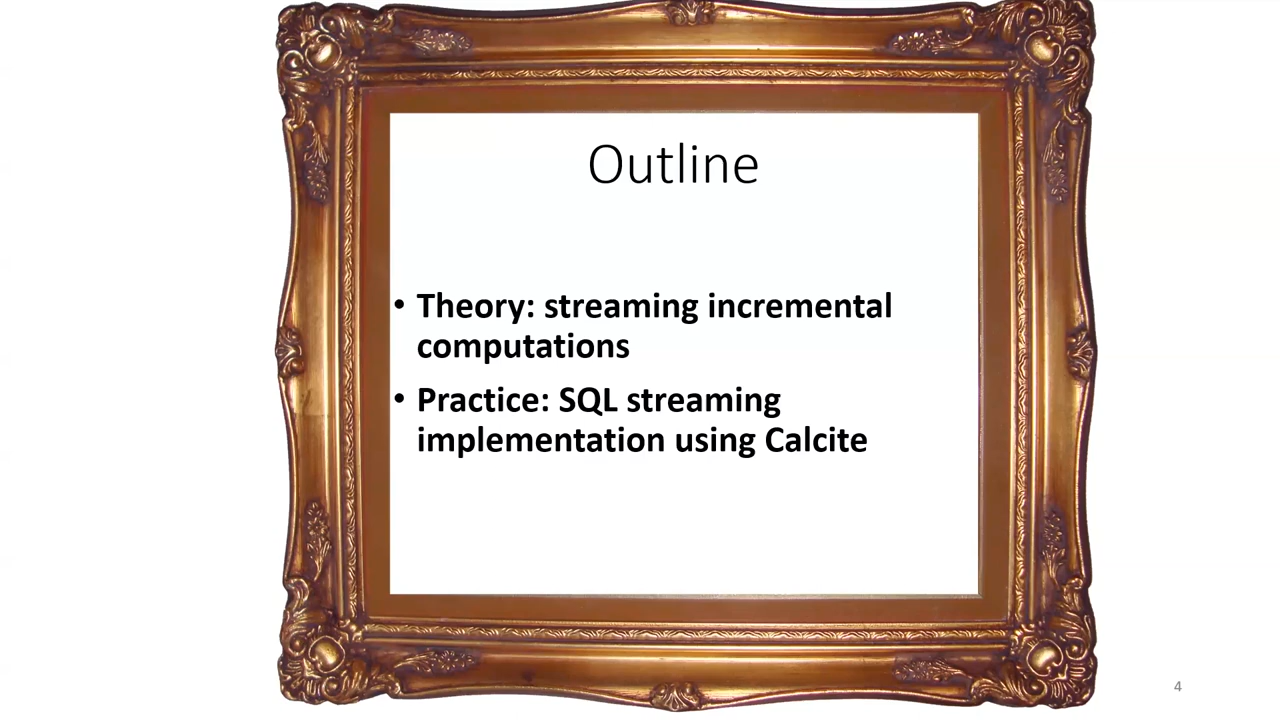 Outline
• Theory: streaming incremental
computations
• Practice: SQL streaming
implementation using Calcite
4